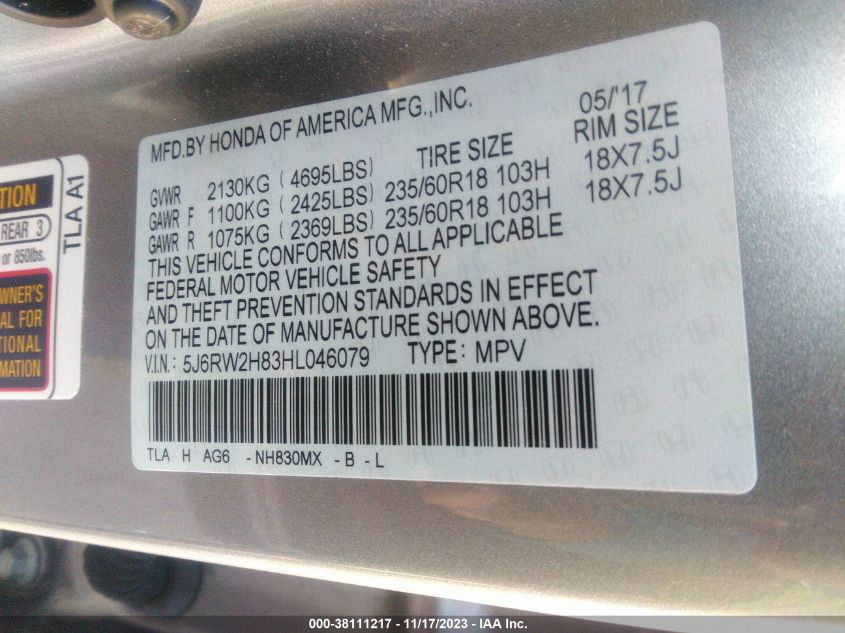 TION
REAR 3
or 850lbs.
WNER'S
AL FOR
TIONAL
MATION
TLA A1
MFD.BY HONDA OF AMERICA MFG.,INC. 05/'17
TIRE SIZE RIM SIZE
GVWR 2130KG ( 4695LBS)
GAWR F 1100KG ( 2425LBS) 235/60R18 103H 18X7.5J
GAWR R 1075KG ( 2369LBS) 235/60R18 103H 18X7.5J
THIS VEHICLE CONFORMS TO ALL APPLICABLE
FEDERAL MOTOR VEHICLE SAFETY
AND THEFT PREVENTION STANDARDS IN EFFECT
ON THE DATE OF MANUFACTURE SHOWN ABOVE.
V.I.N.: 5J6RW2H83HL046079 TYPE: MPV
TLA H AG6 -NH830MX -B -L
000-38111217 - 11/17/2023 - IAA Inc.